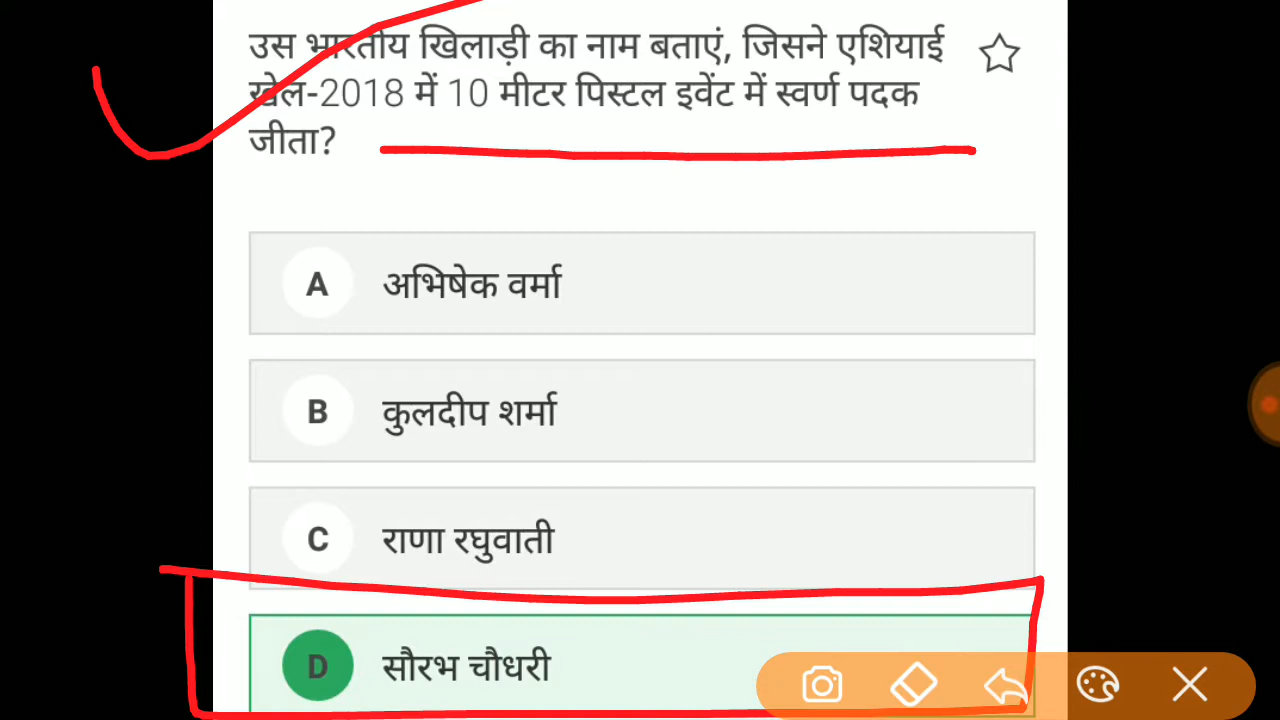 उस भारतीय खिलाड़ी का नाम बताएं, जिसने एशियाई
खेल-2018 में 10 मीटर पिस्टल इवेंट में स्वर्ण पदक
जीता?
A अभिषेक वर्मा
B कुलदीप शर्मा
C राणा रघुवाती
D सौरभ चौधरी